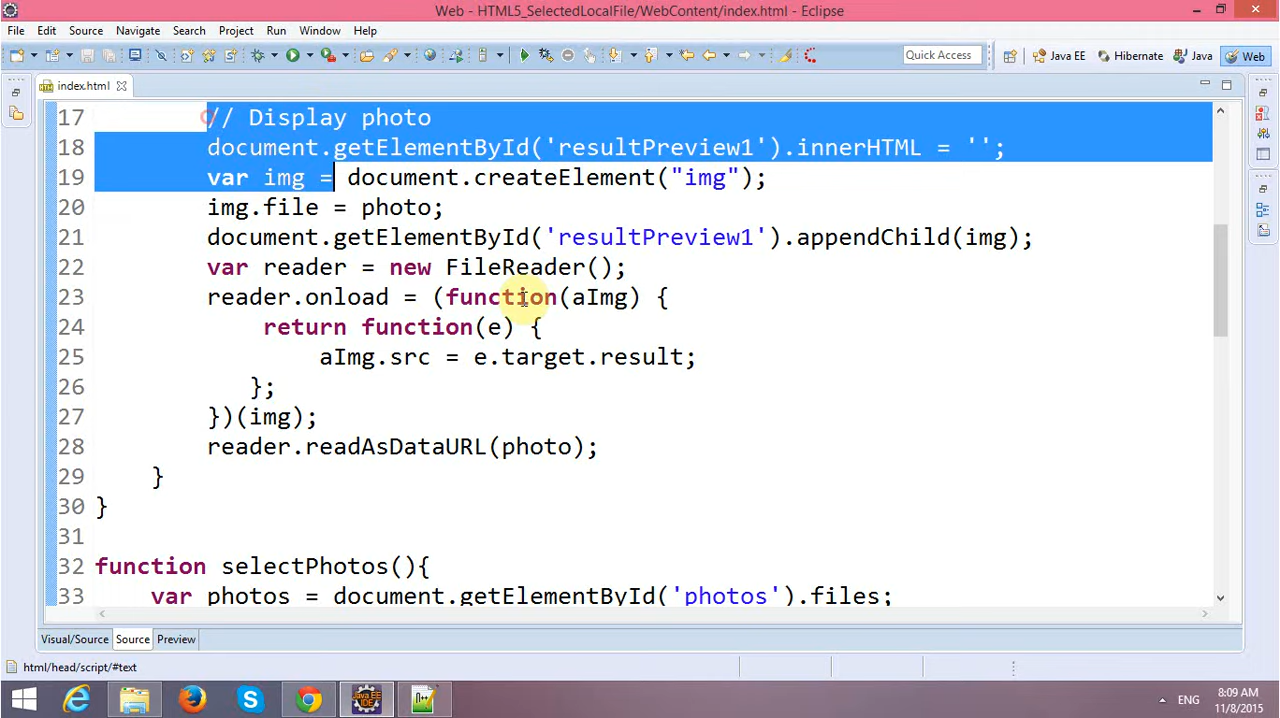 Web - HTML5_SelectedLocalFile/WebContent/index.html - Eclipse
File Edit Source Navigate Search Project Run Window Help
Quick Access Java EE Hibernate Java Web
index.html
17 // Display photo
18 document.getElementById('resultPreview1').innerHTML = '';
19 var img = document.createElement("img");
20 img.file = photo;
21 document.getElementById('resultPreview1').appendChild(img);
22 var reader = new FileReader();
23 reader.onload = (function(aImg) {
24 return function(e) {
25 aImg.src = e.target.result;
26 };
27 })(img);
28 reader.readAsDataURL(photo);
29 }
30 }
31
32 function selectPhotos(){
33 var photos = document.getElementById('photos').files;
Visual/Source Source Preview
html/head/script/#text
Java EE
IDE
N++
ENG
8:09 AM
11/8/2015